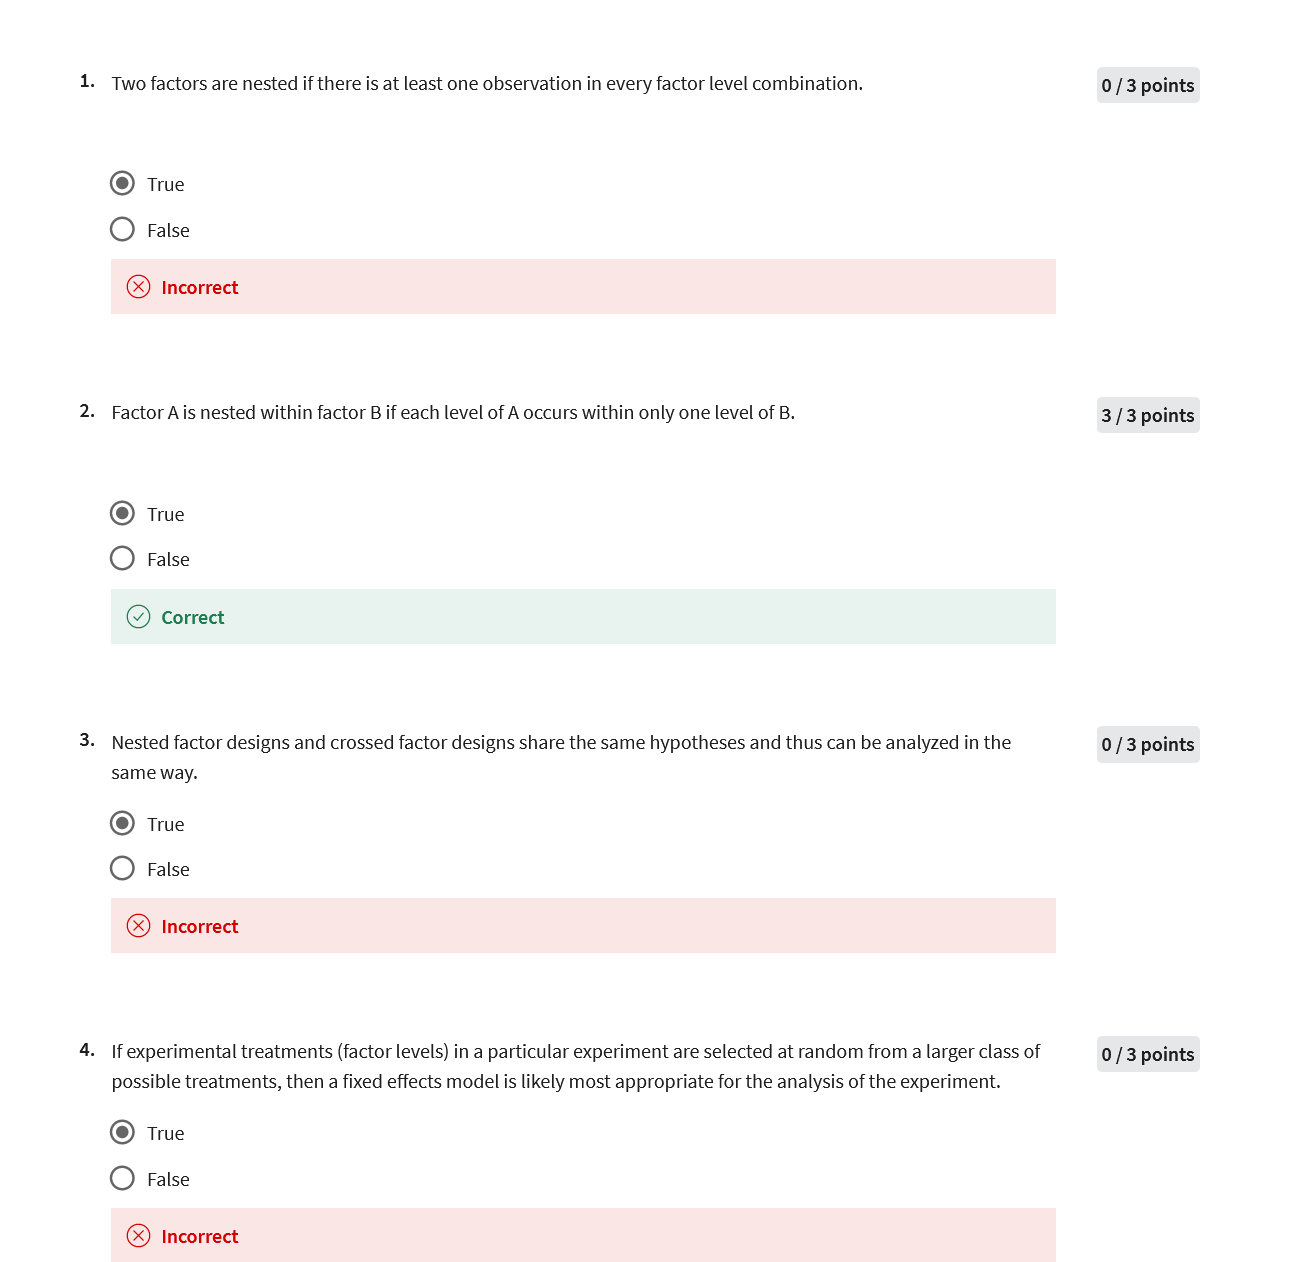 1. Two factors are nested if there is at least one observation in every factor level combination. 0 / 3 points
True
False
Incorrect
2. Factor A is nested within factor B if each level of A occurs within only one level of B. 3 / 3 points
True
False
Correct
3. Nested factor designs and crossed factor designs share the same hypotheses and thus can be analyzed in the 0 / 3 points
same way.
True
False
Incorrect
4. If experimental treatments (factor levels) in a particular experiment are selected at random from a larger class of 0 / 3 points
possible treatments, then a fixed effects model is likely most appropriate for the analysis of the experiment.
True
False
Incorrect